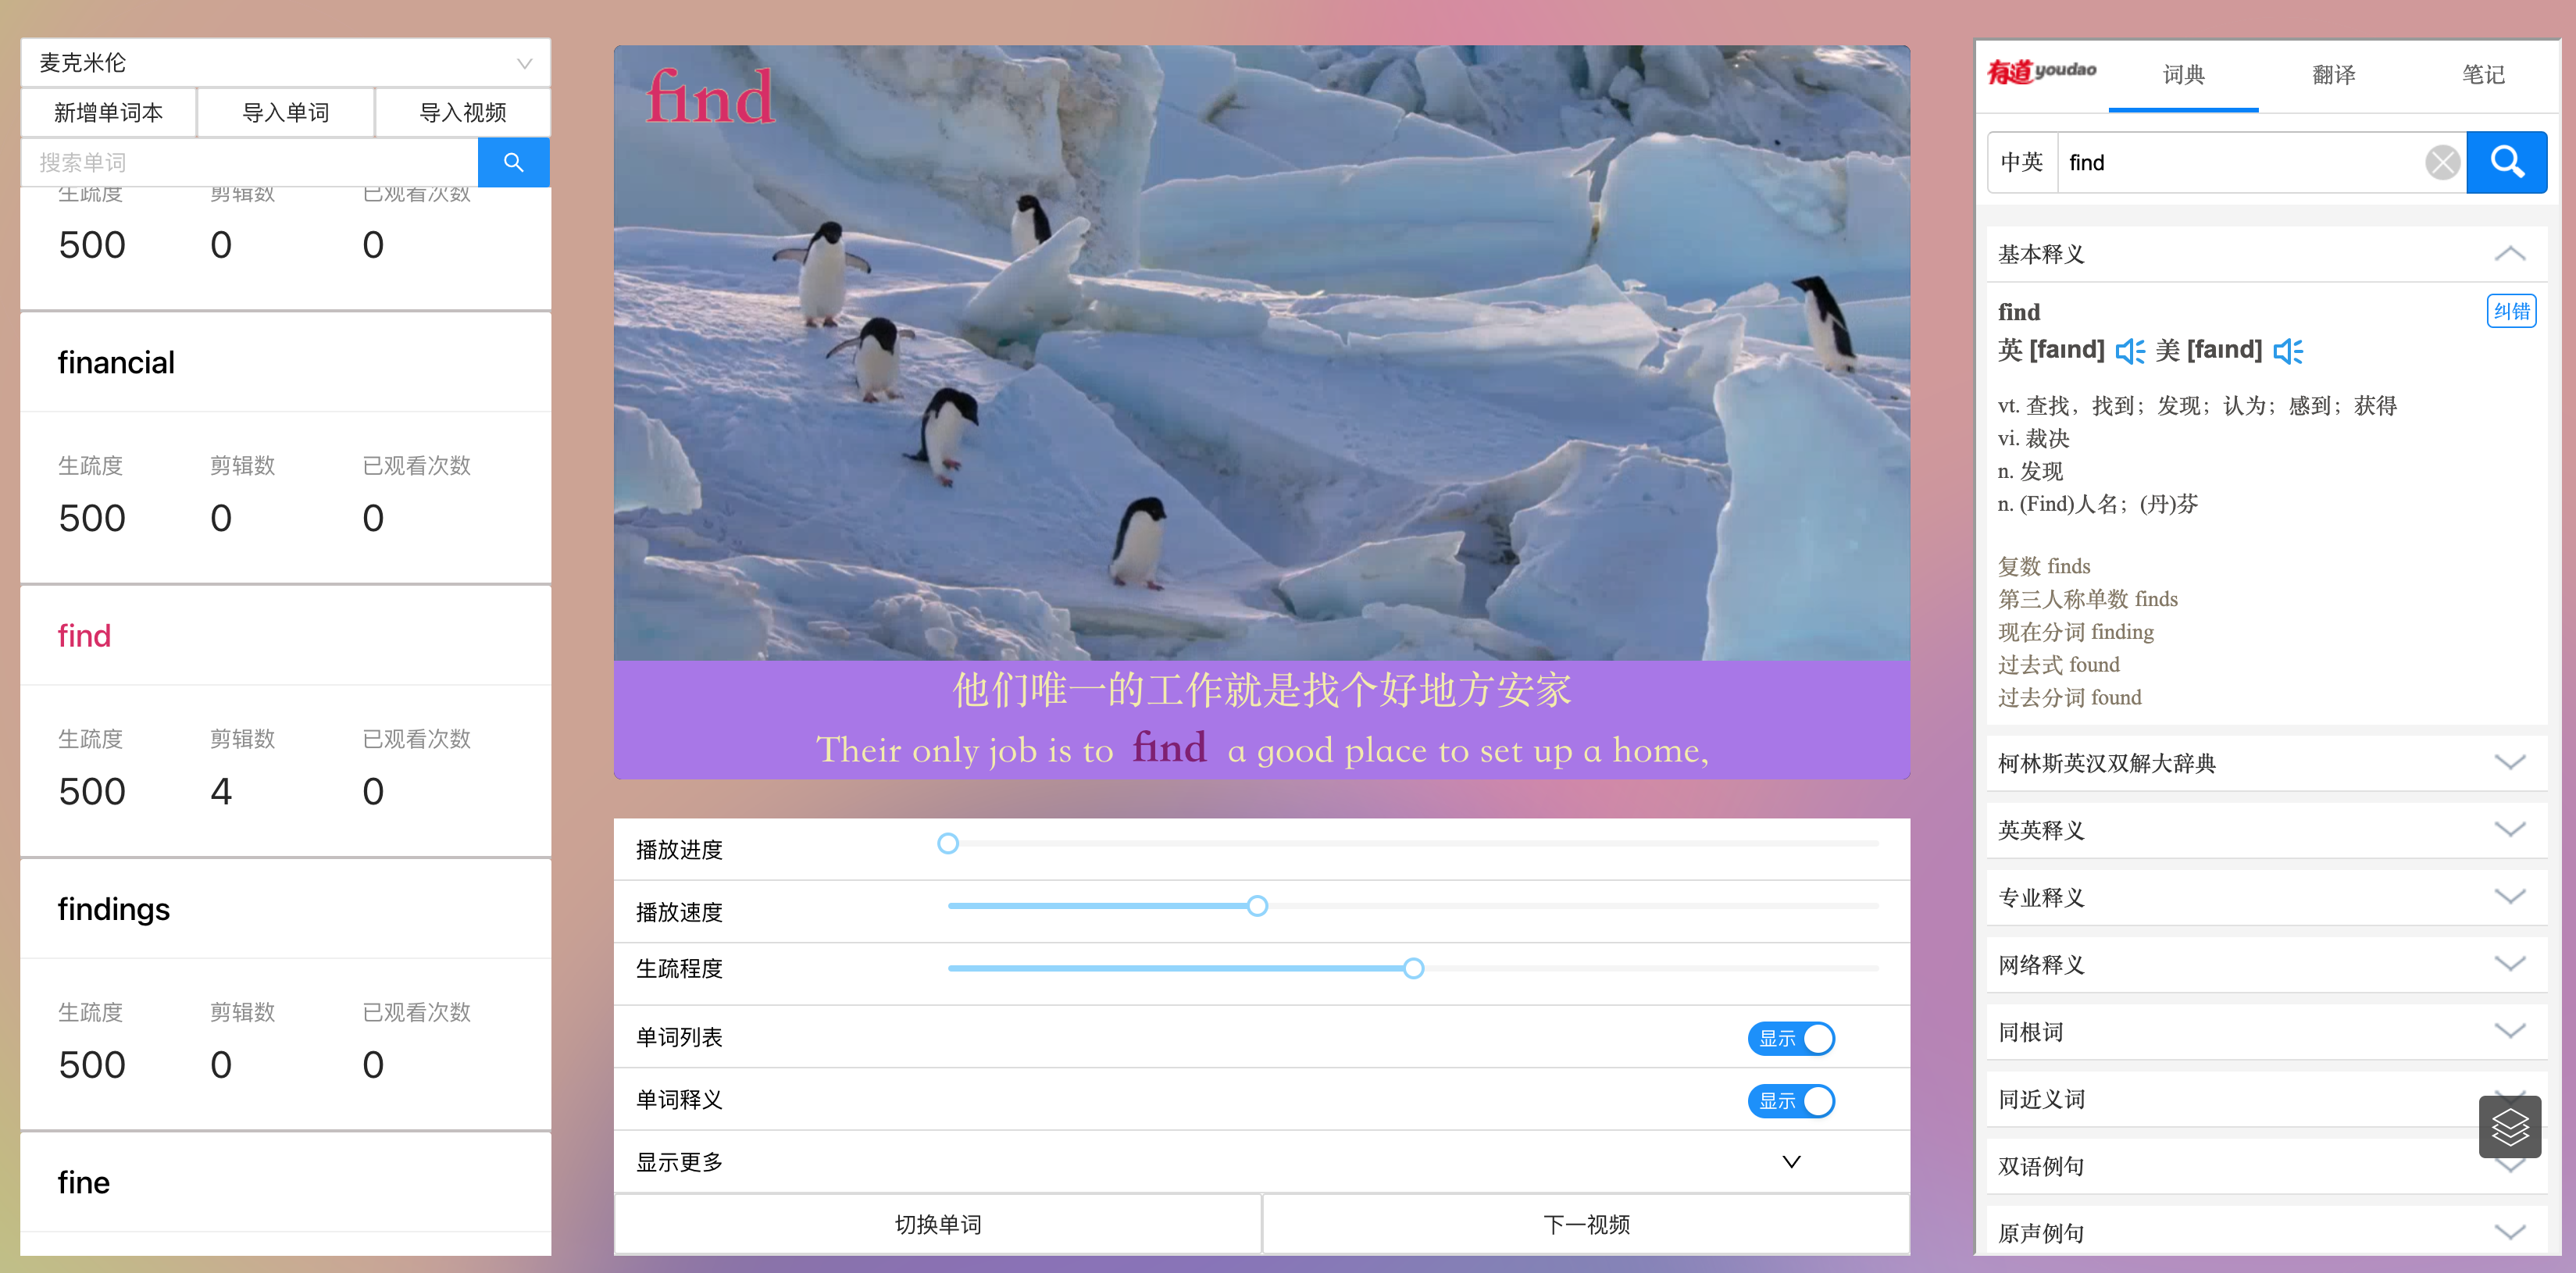 麦克米伦
新增单词本 导入单词 导入视频
搜索单词
生疏度 剪辑数 已观看次数
500 0 0
financial
生疏度 剪辑数 已观看次数
500 0 0
find
生疏度 剪辑数 已观看次数
500 4 0
findings
生疏度 剪辑数 已观看次数
500 0 0
fine
find
他们唯一的工作就是找个好地方安家
Their only job is to find a good place to set up a home,
播放进度
播放速度
生疏程度
单词列表 显示
单词释义 显示
显示更多
切换单词 下一视频
有道youdao 词典 翻译 笔记
中英 find
基本释义
find 纠错
英 [faɪnd] 美 [faɪnd]
vt. 查找，找到；发现；认为；感到；获得
vi. 裁决
n. 发现
n. (Find)人名；(丹)芬
复数 finds
第三人称单数 finds
现在分词 finding
过去式 found
过去分词 found
柯林斯英汉双解大辞典
英英释义
专业释义
网络释义
同根词
同近义词
双语例句
原声例句